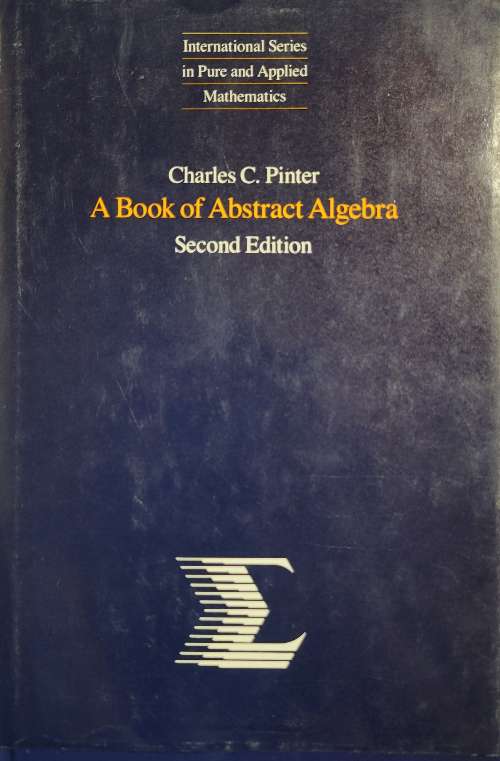 International Series
in Pure and Applied
Mathematics
Charles C. Pinter
A Book of Abstract Algebra
Second Edition
Σ